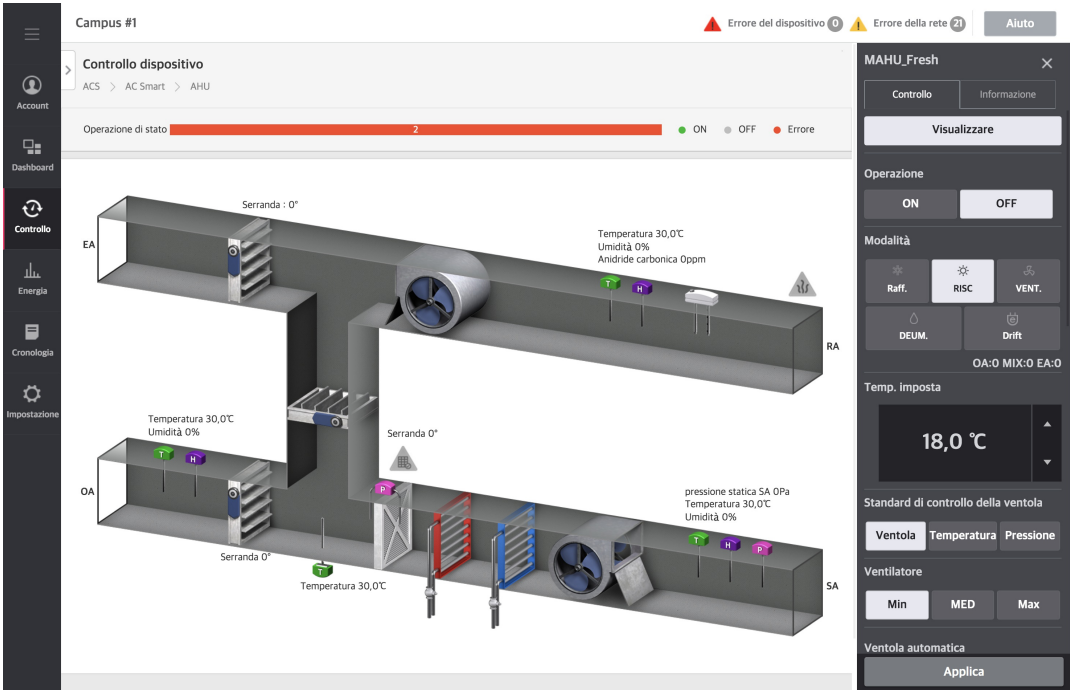 Campus #1
Errore del dispositivo 0
Errore della rete 21
Aiuto
Account
Dashboard
Controllo
Energia
Cronologia
Impostazione
Controllo dispositivo
ACS > AC Smart > AHU
Operazione di stato 2 ON OFF Errore
Serranda : 0°
EA
Temperatura 30,0℃
Umidità 0%
Anidride carbonica 0ppm
T H
RA
Temperatura 30,0℃
Umidità 0%
T H
Serranda 0°
P
OA
pressione statica SA 0Pa
Temperatura 30,0℃
Umidità 0%
T H P
Serranda 0°
T
Temperatura 30,0℃
SA
MAHU_Fresh
Controllo Informazione
Visualizzare
Operazione
ON OFF
Modalità
Raff. RISC VENT.
DEUM. Drift
OA:0 MIX:0 EA:0
Temp. imposta
18,0 ℃
Standard di controllo della ventola
Ventola Temperatura Pressione
Ventilatore
Min MED Max
Ventola automatica
Applica